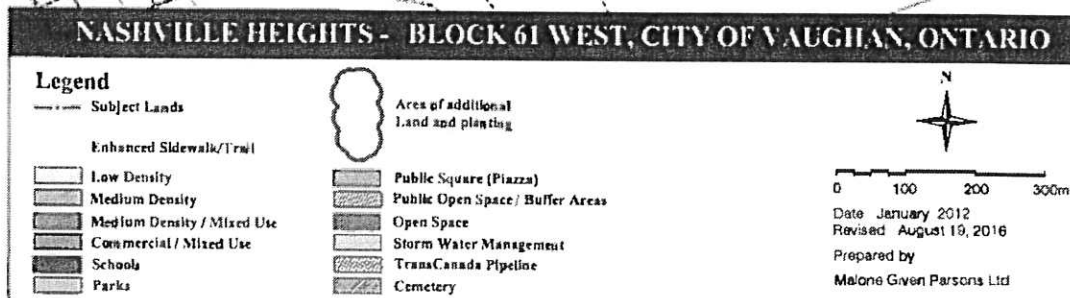 NASHVILLE HEIGHTS - BLOCK 61 WEST, CITY OF VAUGHAN, ONTARIO
Legend
Subject Lands
Enhanced Sidewalk/Trail
Low Density
Medium Density
Medium Density / Mixed Use
Commercial / Mixed Use
Schools
Parks
Area of additional
Land and planting
Public Square (Piazza)
Public Open Space / Buffer Areas
Open Space
Storm Water Management
TransCanada Pipeline
Cemetery
N
0 100 200 300m
Date January 2012
Revised August 19, 2016
Prepared by
Malone Given Parsons Ltd